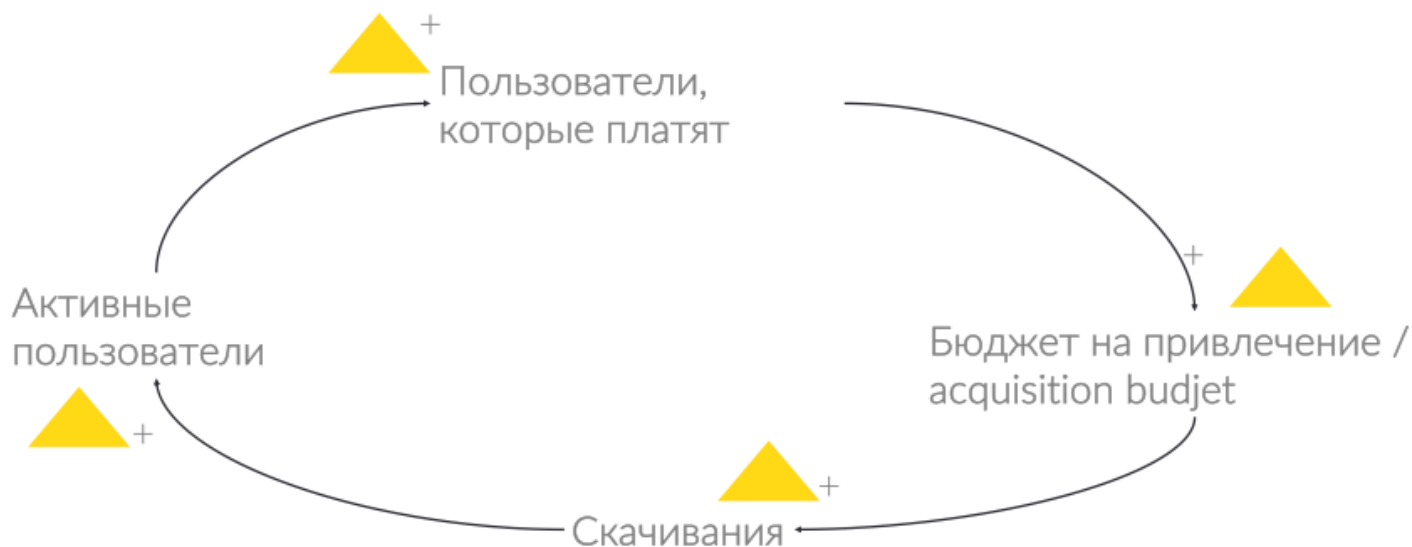 +
Пользователи,
которые платят
+
Активные
пользователи
Бюджет на привлечение /
acquisition budjet
+
+
Скачивания